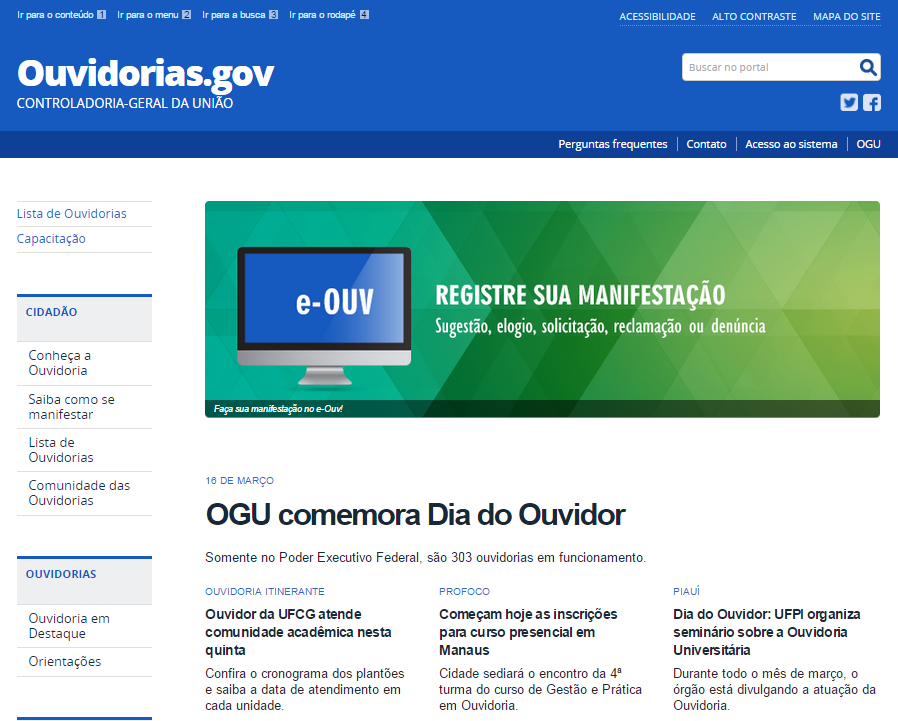 Ir para o conteúdo 1 Ir para o menu 2 Ir para a busca 3 Ir para o rodapé 4
ACESSIBILIDADE ALTO CONTRASTE MAPA DO SITE
Ouvidorias.gov
CONTROLADORIA-GERAL DA UNIÃO
Buscar no portal
Perguntas frequentes Contato Acesso ao sistema OGU
Lista de Ouvidorias
Capacitação
CIDADÃO
Conheça a
Ouvidoria
Saiba como se
manifestar
Lista de
Ouvidorias
Comunidade das
Ouvidorias
OUVIDORIAS
Ouvidoria em
Destaque
Orientações
e-OUV
REGISTRE SUA MANIFESTAÇÃO
Sugestão, elogio, solicitação, reclamação ou denúncia
Faça sua manifestação no e-Ouv!
16 DE MARÇO
OGU comemora Dia do Ouvidor
Somente no Poder Executivo Federal, são 303 ouvidorias em funcionamento.
OUVIDORIA ITINERANTE
Ouvidor da UFCG atende
comunidade acadêmica nesta
quinta
Confira o cronograma dos plantões
e saiba a data de atendimento em
cada unidade.
PROFOCO
Começam hoje as inscrições
para curso presencial em
Manaus
Cidade sediará o encontro da 4ª
turma do curso de Gestão e Prática
em Ouvidoria.
PIAUÍ
Dia do Ouvidor: UFPI organiza
seminário sobre a Ouvidoria
Universitária
Durante todo o mês de março, o
órgão está divulgando a atuação da
Ouvidoria.